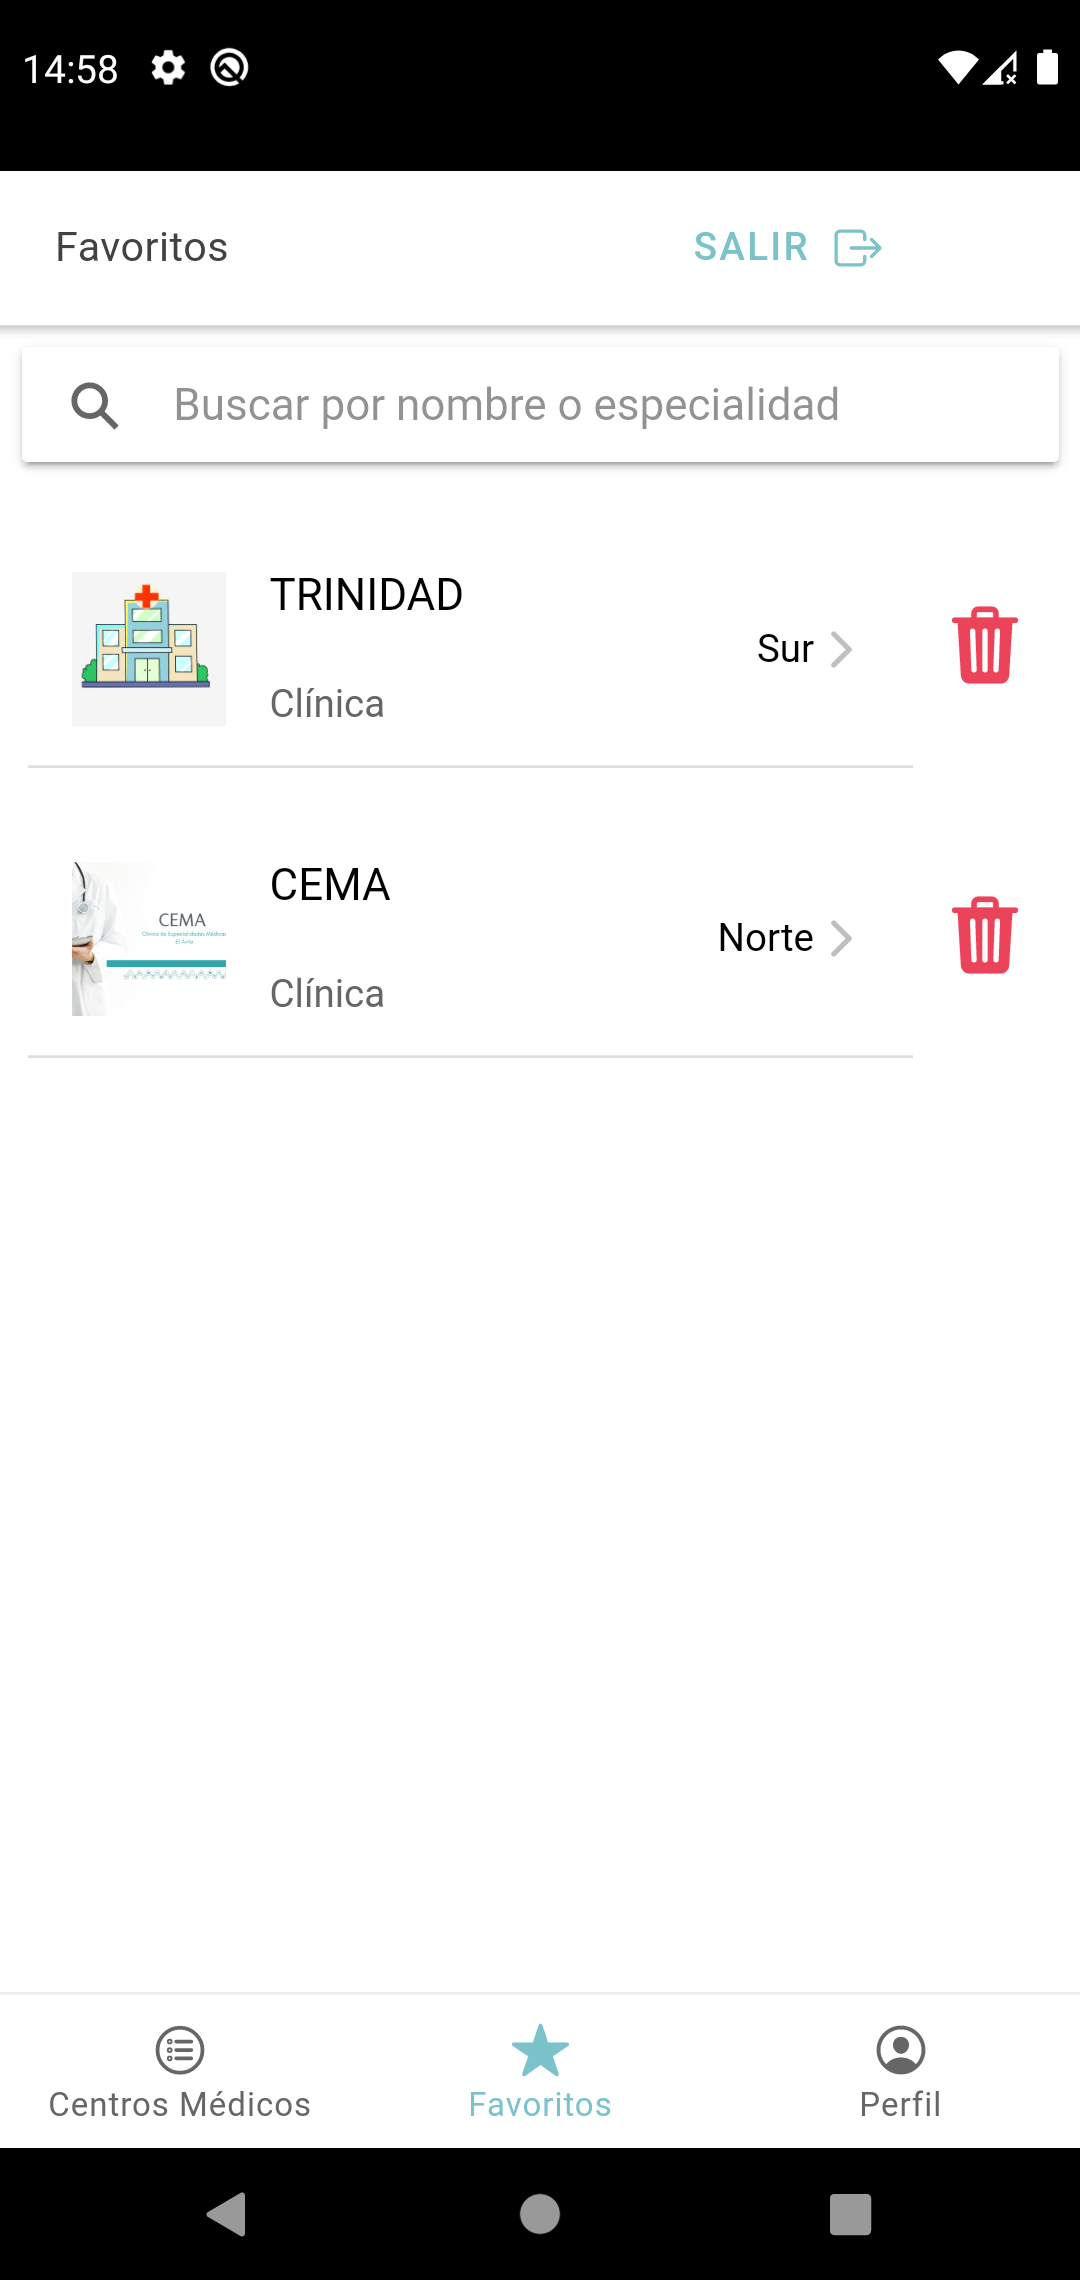 14:58
Favoritos
SALIR
Buscar por nombre o especialidad
TRINIDAD
Sur
Clínica
CEMA
CEMA
Clínica de Especialidades Médicas
El Ávila
Norte
Clínica
Centros Médicos
Favoritos
Perfil